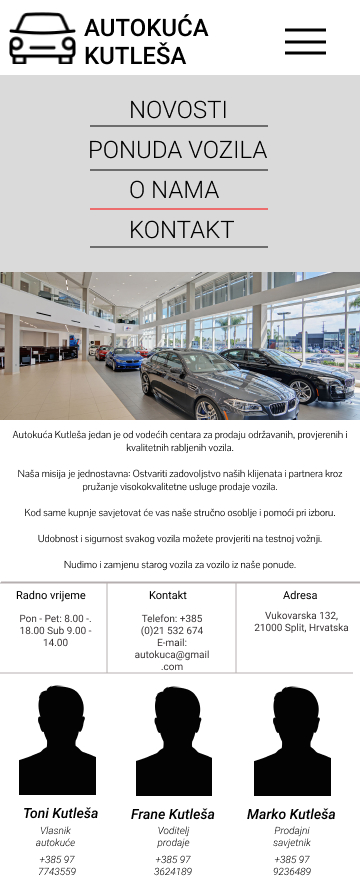 AUTOKUĆA
KUTLEŠA
NOVOSTI
PONUDA VOZILA
O NAMA
KONTAKT
Autokuća Kutleša jedan je od vodećih centara za prodaju održavanih, provjerenih i
kvalitetnih rabljenih vozila.
Naša misija je jednostavna: Ostvariti zadovoljstvo naših klijenata i partnera kroz
pružanje visokokvalitetne usluge prodaje vozila.
Kod same kupnje savjetovat će vas naše stručno osoblje i pomoći pri izboru.
Udobnost i sigurnost svakog vozila možete provjeriti na testnoj vožnji.
Nudimo i zamjenu starog vozila za vozilo iz naše ponude.
Radno vrijeme
Pon - Pet: 8.00 -.
18.00 Sub 9.00 -
14.00
Kontakt
Telefon: +385
(0)21 532 674
E-mail:
autokuca@gmail
.com
Adresa
Vukovarska 132,
21000 Split, Hrvatska
Toni Kutleša
Vlasnik
autokuće
+385 97
7743559
Frane Kutleša
Voditelj
prodaje
+385 97
3624189
Marko Kutleša
Prodajni
savjetnik
+385 97
9236489